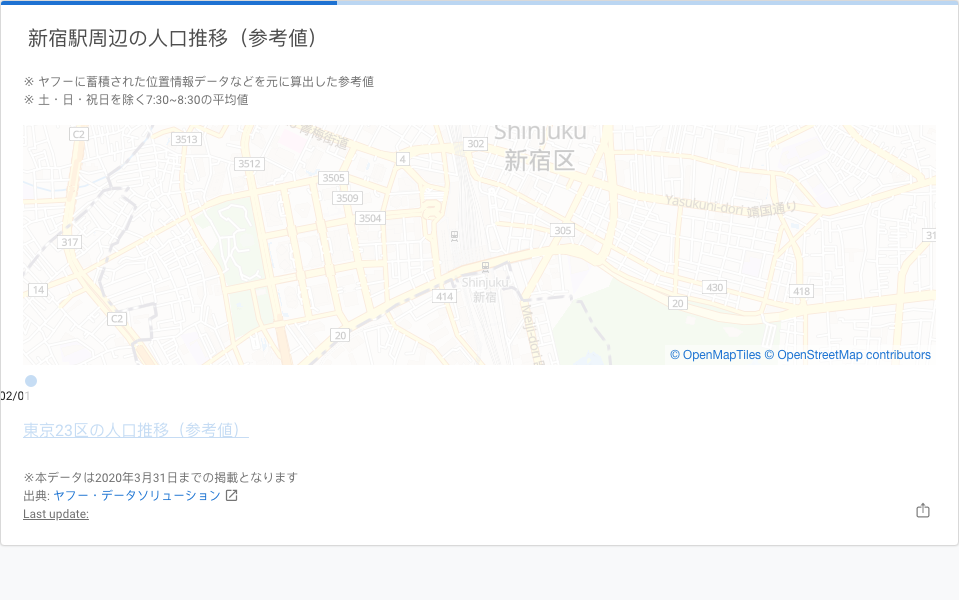 新宿駅周辺の人口推移（参考値）
※ ヤフーに蓄積された位置情報データなどを元に算出した参考値
※ 土・日・祝日を除く7:30~8:30の平均値
青梅街道
Shinjuku
新宿区
C2
3513
302
4
3512
3505
3509
3504
Yasukuni-dori 靖国通り
305
317
31
Shinjuku
新宿
14
414
430
418
20
C2
20
Meiji-dori
© OpenMapTiles © OpenStreetMap contributors
02/01
東京23区の人口推移（参考値）
※本データは2020年3月31日までの掲載となります
出典: ヤフー・データソリューション
Last update: